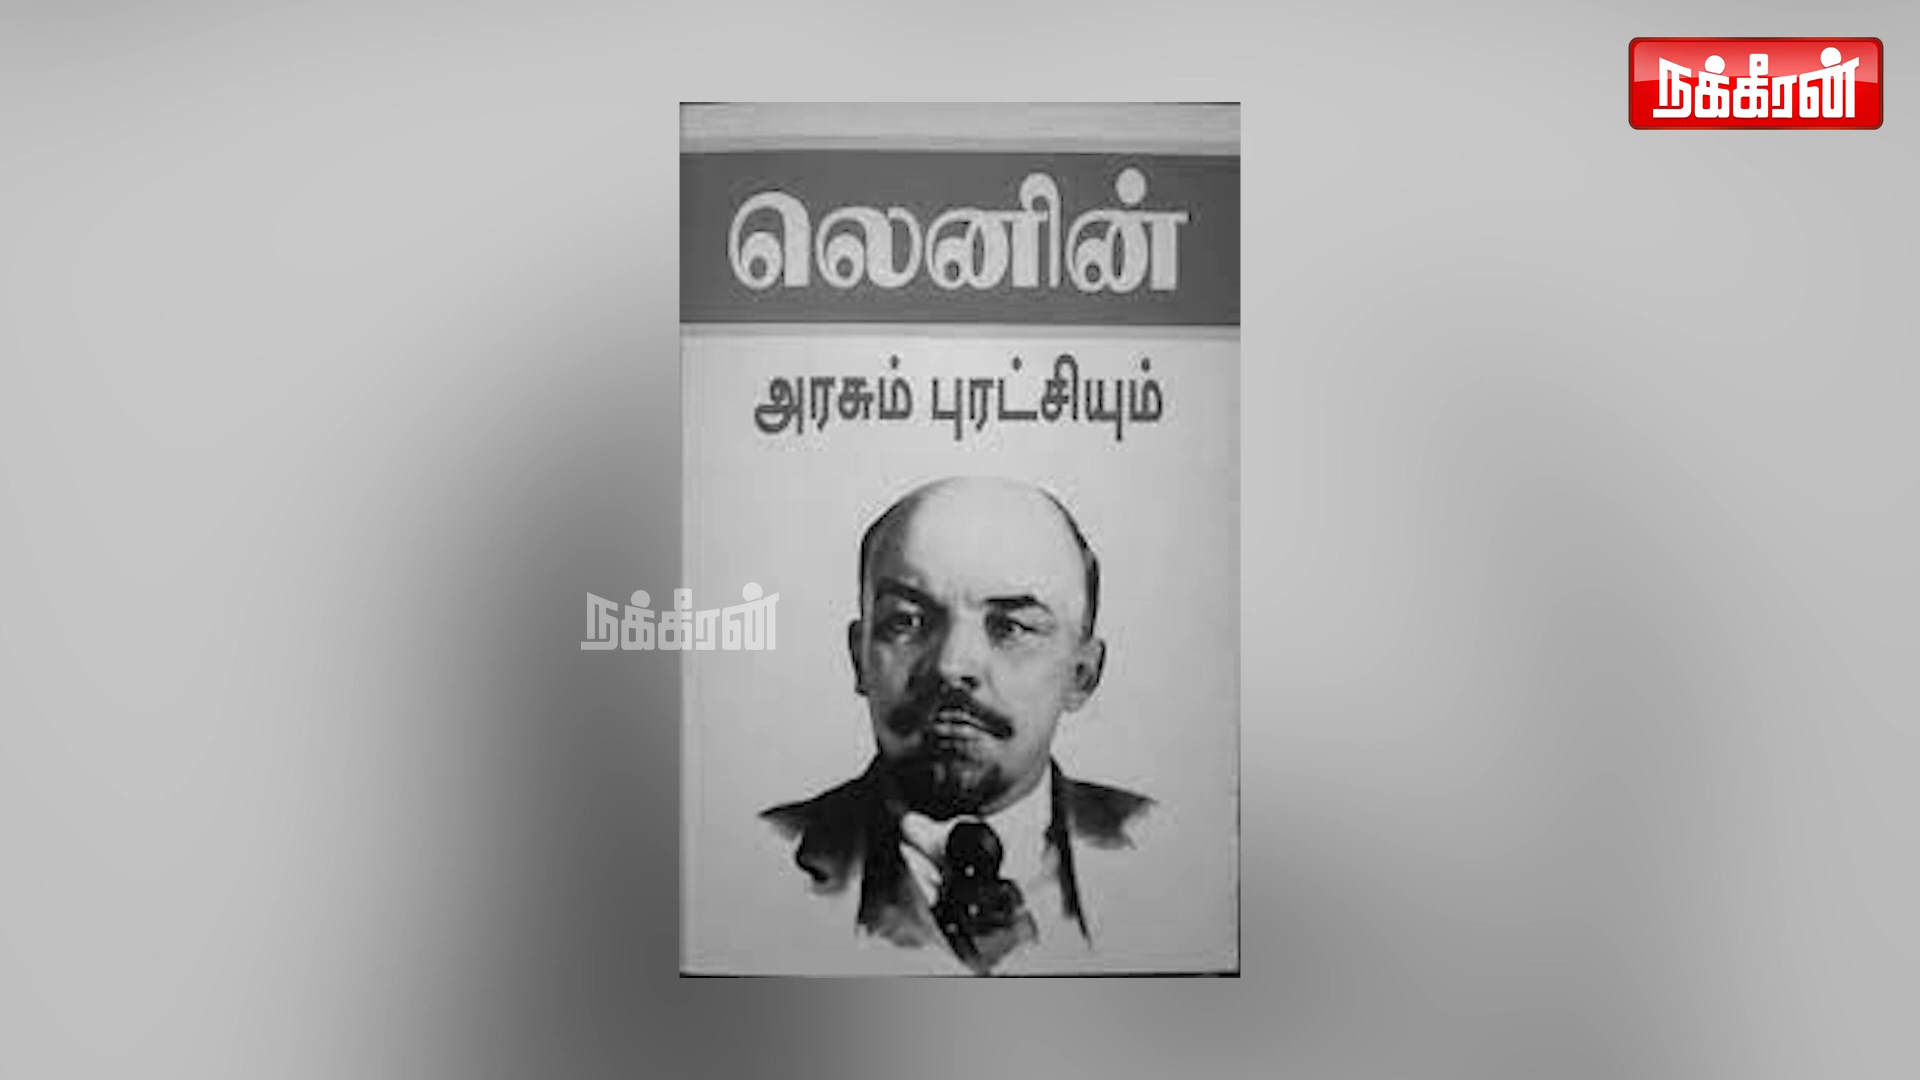 நக்கீரன்
லெனின்
அரசும் புரட்சியும்
நக்கீரன்